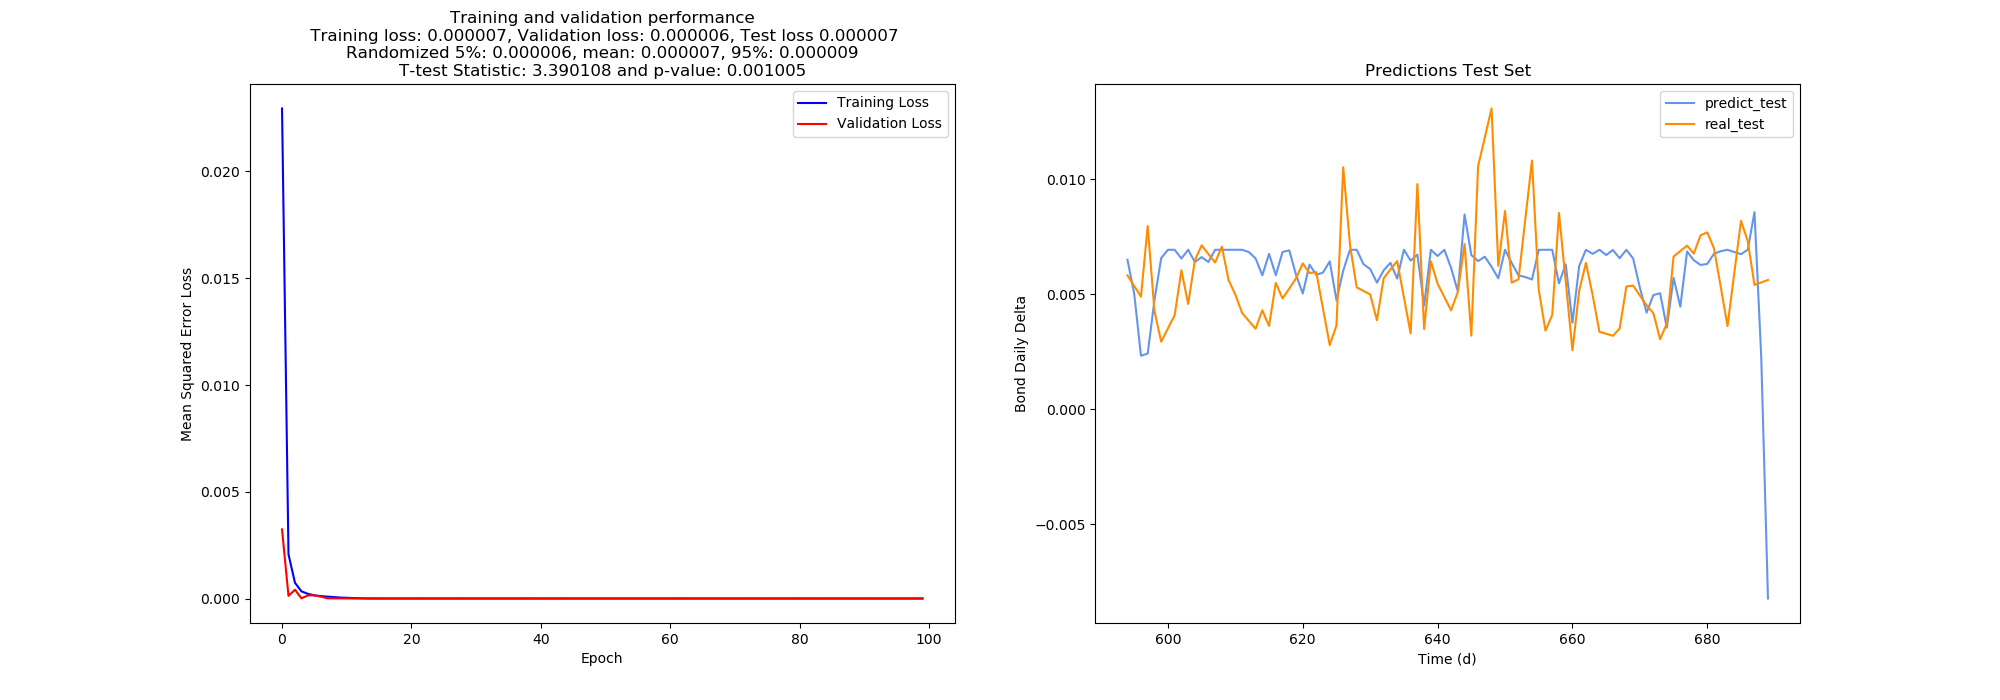 Training and validation performance
Training loss: 0.000007, Validation loss: 0.000006, Test loss 0.000007
Randomized 5%: 0.000006, mean: 0.000007, 95%: 0.000009
T-test Statistic: 3.390108 and p-value: 0.001005
Training Loss
Validation Loss
Mean Squared Error Loss
0.020
0.015
0.010
0.005
0.000
0
20
40
60
80
100
Epoch
Predictions Test Set
predict_test
real_test
Bond Daily Delta
0.010
0.005
0.000
−0.005
600
620
640
660
680
Time (d)